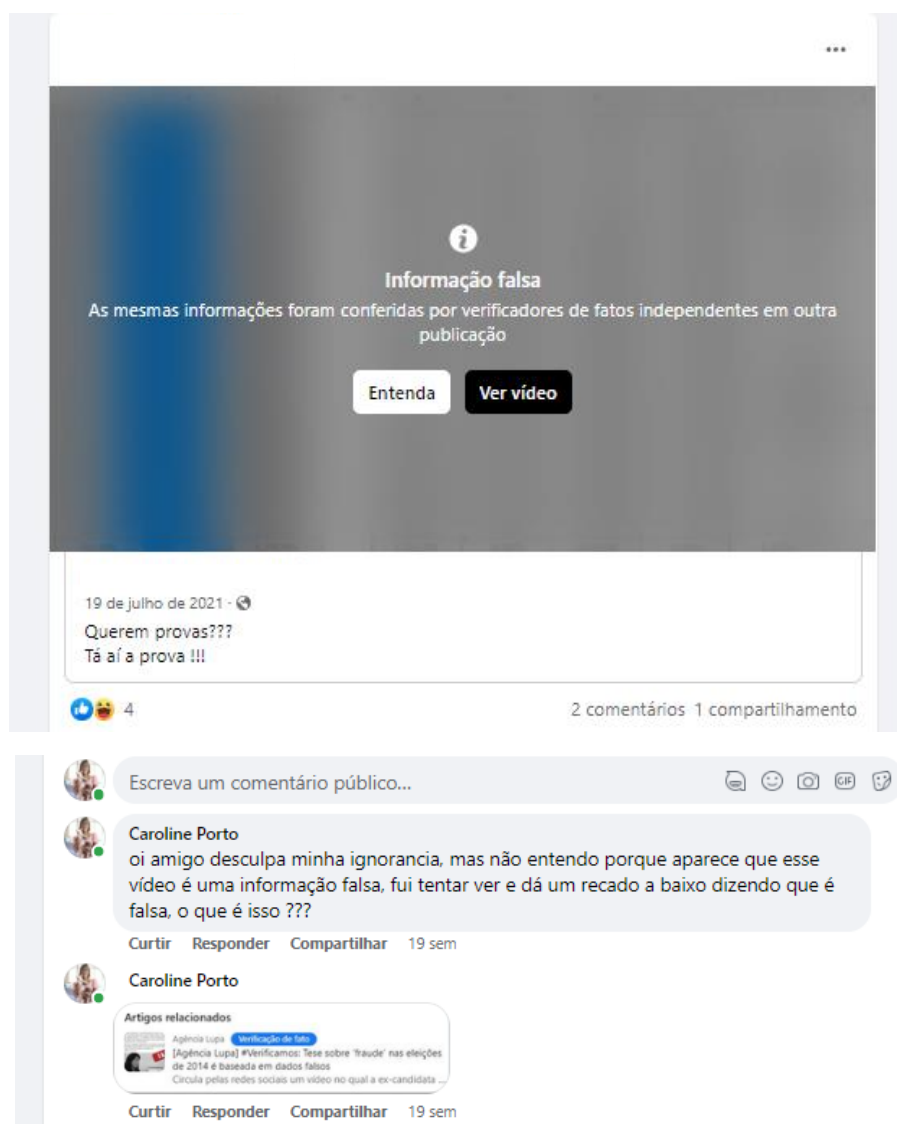 Informação falsa
As mesmas informações foram conferidas por verificadores de fatos independentes em outra
publicação
Entenda
Ver vídeo
19 de julho de 2021 ·
Querem provas???
Tá aí a prova !!!
4
2 comentários 1 compartilhamento
Escreva um comentário público...
GIF
Caroline Porto
oi amigo desculpa minha ignorancia, mas não entendo porque aparece que esse
vídeo é uma informação falsa, fui tentar ver e dá um recado a baixo dizendo que é
falsa, o que é isso ???
Curtir Responder Compartilhar 19 sem
Caroline Porto
Artigos relacionados
Agência Lupa Verificação de fato
[Agência Lupa] #Verificamos: Tese sobre 'fraude' nas eleições
de 2014 é baseada em dados falsos
Circula pelas redes sociais um vídeo no qual a ex-candidata ...
Curtir Responder Compartilhar 19 sem